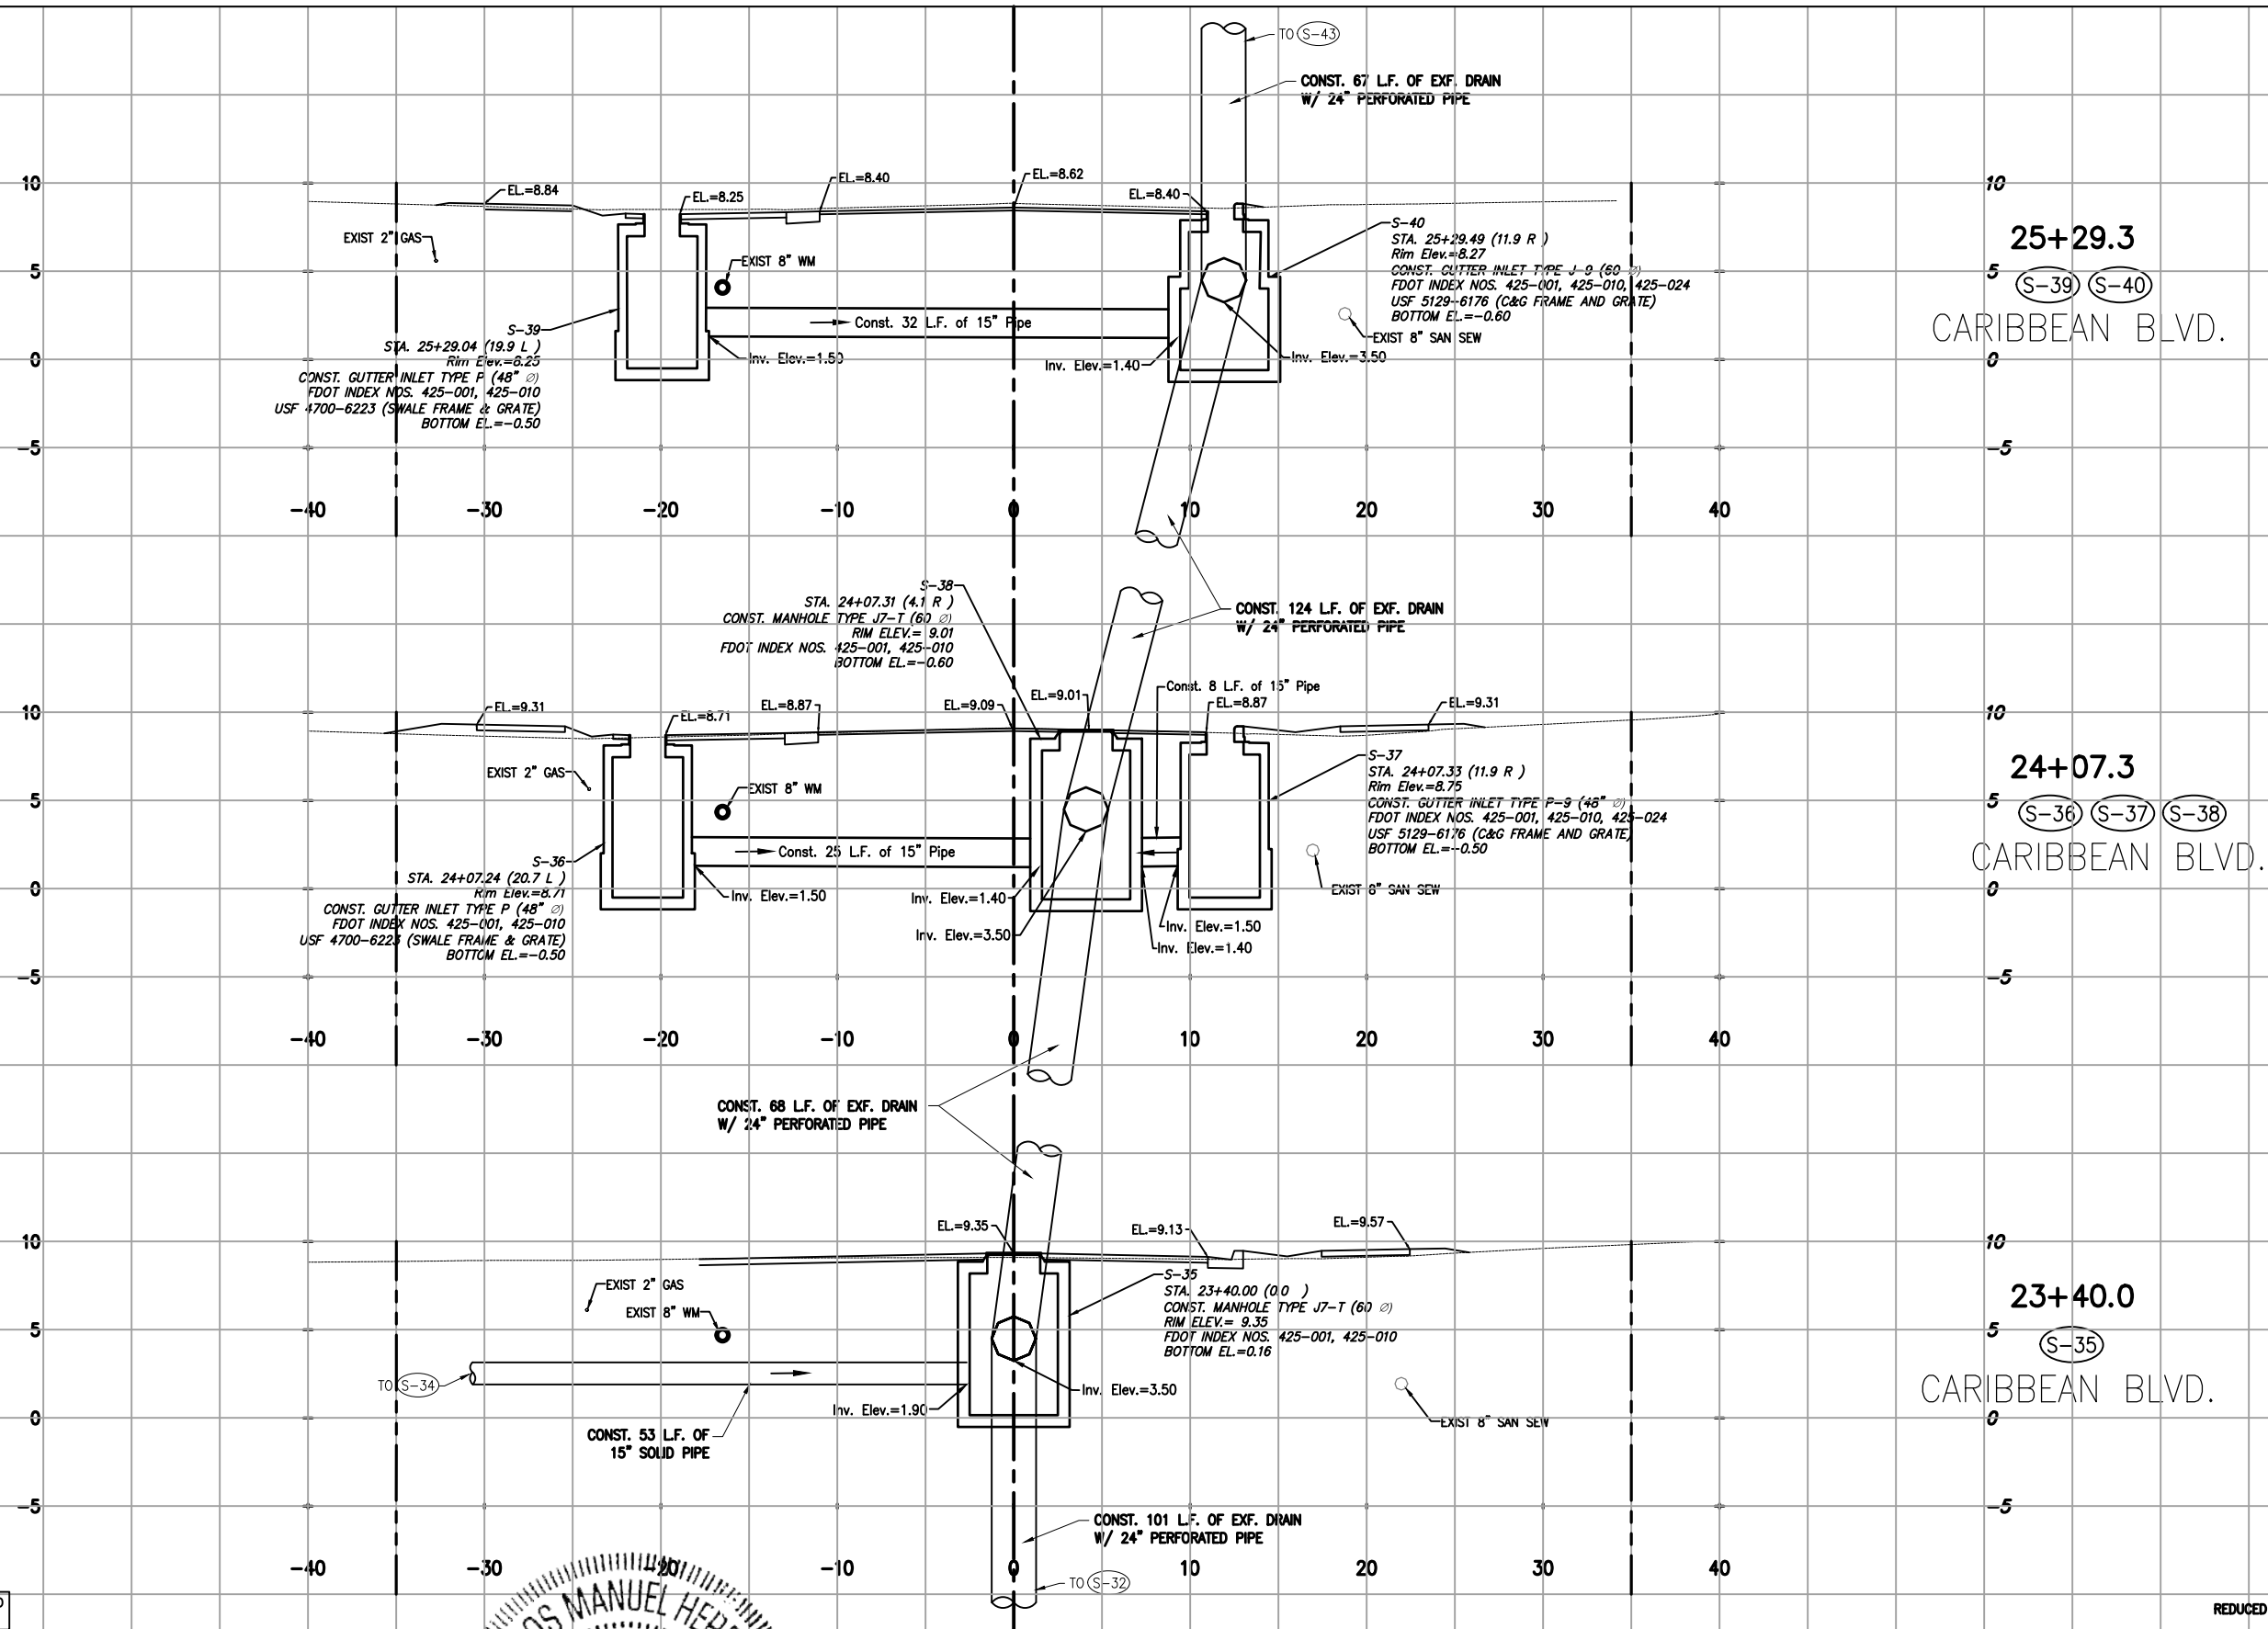 TO S-43
CONST. 67 L.F. OF EXF. DRAIN
W/ 24" PERFORATED PIPE
10
EL.=8.84
EL.=8.25
EL.=8.40
EL.=8.62
EL.=8.40
10
25+29.3
S-39 S-40
CARIBBEAN BLVD.
EXIST 2" GAS
EXIST 8" WM
S-40
STA. 25+29.49 (11.9 R )
Rim Elev.=8.27
CONST. GUTTER INLET TYPE J-9 (60 ∅)
FDOT INDEX NOS. 425-001, 425-010, 425-024
USF 5129-6176 (C&G FRAME AND GRATE)
BOTTOM EL.=-0.60
5
5
Const. 32 L.F. of 15" Pipe
EXIST 8" SAN SEW
S-39
STA. 25+29.04 (19.9 L )
Rim Elev.=8.25
CONST. GUTTER INLET TYPE P (48" ∅)
FDOT INDEX NOS. 425-001, 425-010
USF 4700-6223 (SWALE FRAME & GRATE)
BOTTOM EL.=-0.50
Inv. Elev.=1.50
Inv. Elev.=1.40
Inv. Elev.=3.50
0
0
-5
-5
-40 -30 -20 -10 0 10 20 30 40
S-38
STA. 24+07.31 (4.1 R )
CONST. MANHOLE TYPE J7-T (60 ∅)
RIM ELEV.= 9.01
FDOT INDEX NOS. 425-001, 425-010
BOTTOM EL.=-0.60
CONST. 124 L.F. OF EXF. DRAIN
W/ 24" PERFORATED PIPE
Const. 8 L.F. of 15" Pipe
10
EL.=9.31
EL.=8.71
EL.=8.87
EL.=9.09
EL.=9.01
EL.=8.87
EL.=9.31
10
24+07.3
S-36 S-37 S-38
CARIBBEAN BLVD.
EXIST 2" GAS
EXIST 8" WM
S-37
STA. 24+07.33 (11.9 R )
Rim Elev.=8.75
CONST. GUTTER INLET TYPE P-9 (48" ∅)
FDOT INDEX NOS. 425-001, 425-010, 425-024
USF 5129-6176 (C&G FRAME AND GRATE)
BOTTOM EL.=-0.50
5
5
Const. 25 L.F. of 15" Pipe
S-36
STA. 24+07.24 (20.7 L )
Rim Elev.=8.71
CONST. GUTTER INLET TYPE P (48" ∅)
FDOT INDEX NOS. 425-001, 425-010
USF 4700-6223 (SWALE FRAME & GRATE)
BOTTOM EL.=-0.50
Inv. Elev.=1.50
Inv. Elev.=1.40
Inv. Elev.=3.50
EXIST 8" SAN SEW
Inv. Elev.=1.50
Inv. Elev.=1.40
0
0
-5
-5
-40 -30 -20 -10 0 10 20 30 40
CONST. 68 L.F. OF EXF. DRAIN
W/ 24" PERFORATED PIPE
10
EL.=9.35
EL.=9.13
EL.=9.57
10
23+40.0
S-35
CARIBBEAN BLVD.
EXIST 2" GAS
EXIST 8" WM
S-35
STA. 23+40.00 (0.0 )
CONST. MANHOLE TYPE J7-T (60 ∅)
RIM ELEV.= 9.35
FDOT INDEX NOS. 425-001, 425-010
BOTTOM EL.=0.16
5
5
TO S-34
Inv. Elev.=1.90
Inv. Elev.=3.50
CONST. 53 L.F. OF
15" SOLID PIPE
EXIST 8" SAN SEW
0
0
-5
-5
CONST. 101 L.F. OF EXF. DRAIN
W/ 24" PERFORATED PIPE
-40 -30 -20 -10 0 10 20 30 40
TO S-32
MANUEL
REDUCED